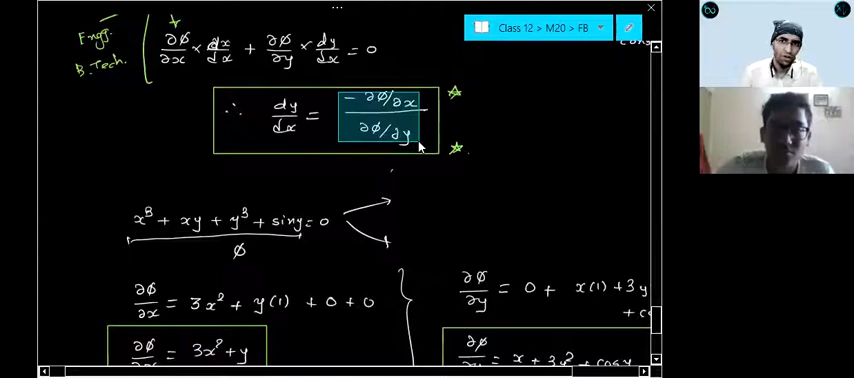 Engg.
B.Tech.
∂φ/∂x × dx/dx + ∂φ/∂y × dy/dx = 0
Class 12 > M20 > FB
∴ dy/dx = - ∂φ/∂x / ∂φ/∂y
x³ + xy + y³ + siny = 0
φ
∂φ/∂x = 3x² + y(1) + 0 + 0
∂φ/∂y = 0 + x(1) + 3y
∂φ/∂x = 3x² + y
∂φ/∂y = x + 3y² + cosy